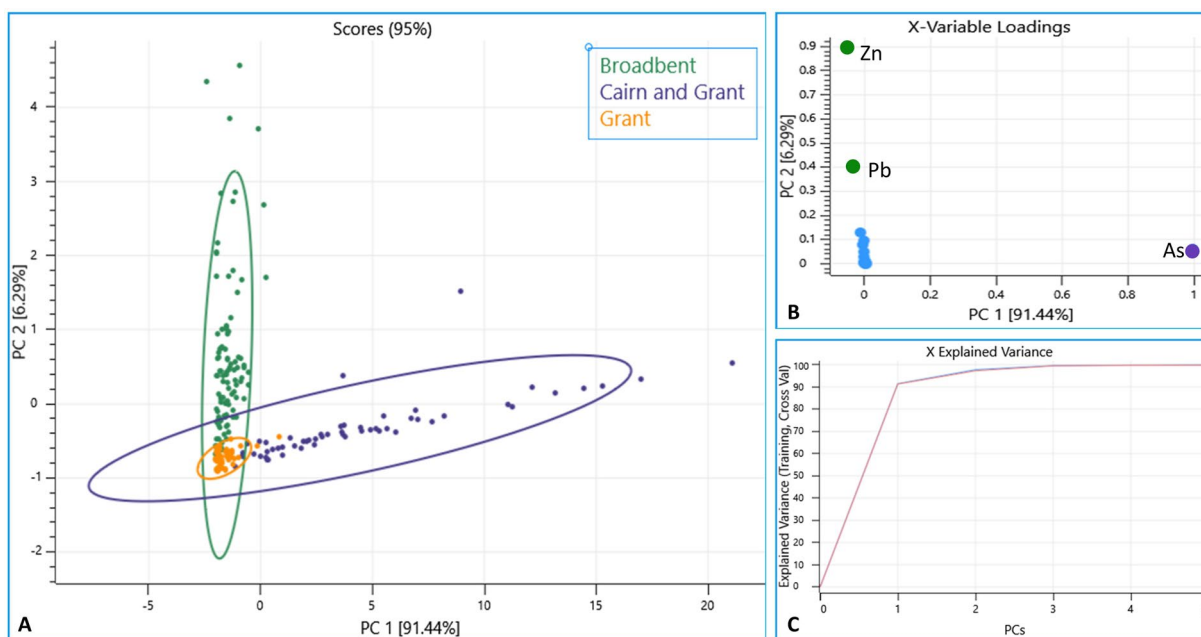 Scores (95%)
Broadbent
Cairn and Grant
Grant
PC 2 [6.29%]
4
3
2
1
0
-1
-2
-5
0
5
10
15
20
PC 1 [91.44%]
A
X-Variable Loadings
Zn
Pb
As
PC 2 [6.29%]
0.9
0.8
0.7
0.6
0.5
0.4
0.3
0.2
0.1
0
0
0.2
0.4
0.6
0.8
1
PC 1 [91.44%]
B
X Explained Variance
Explained Variance (Training, Cross Val)
100
90
80
70
60
50
40
30
20
10
0
0
1
2
3
4
PCs
C